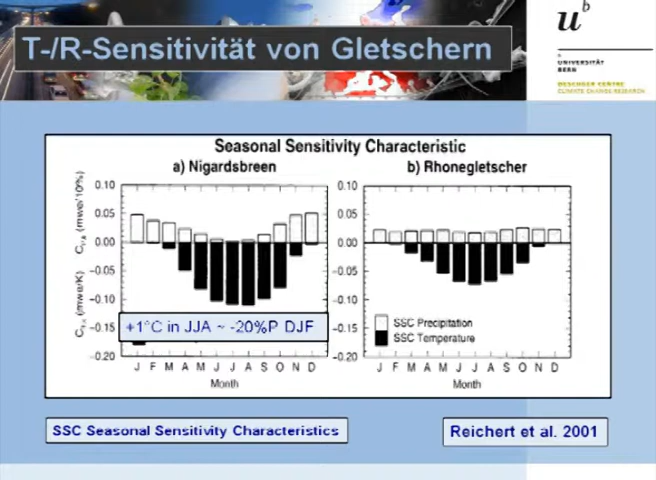 T-/R-Sensitivität von Gletschern
u b
b
UNIVERSITÄT
BERN
OESCHGER CENTRE
CLIMATE CHANGE RESEARCH
Seasonal Sensitivity Characteristic
a) Nigardsbreen
b) Rhonegletscher
(mwe/10%)
(mwe/K)
0.10
0.05
0.00
-0.05
-0.10
-0.15
-0.20
+1°C in JJA ~ -20%P DJF
J F M A M J J A S O N D
Month
0.10
0.05
0.00
-0.05
-0.10
-0.15
-0.20
SSC Precipitation
SSC Temperature
J F M A M J J A S O N D
Month
SSC Seasonal Sensitivity Characteristics
Reichert et al. 2001